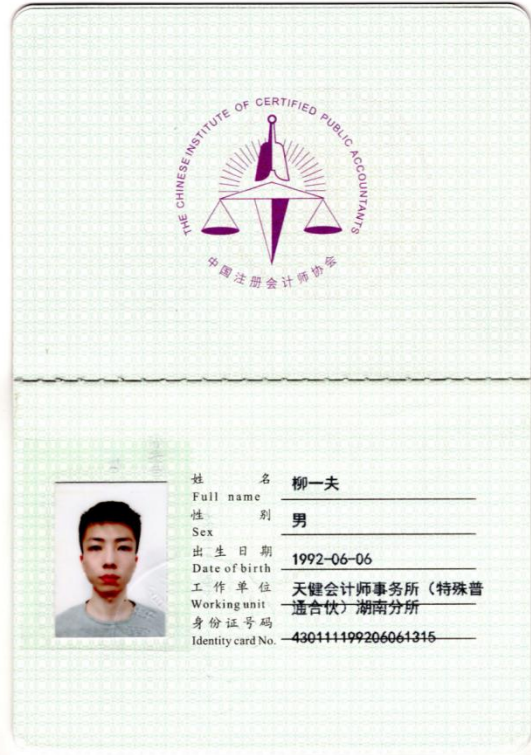 THE CHINESE INSTITUTE OF CERTIFIED PUBLIC ACCOUNTANTS
中国注册会计师协会
姓 名 柳一夫
Full name
性 别 男
Sex
出生日期 1992-06-06
Date of birth
工作单位 天健会计师事务所（特殊普
Working unit 通合伙）湖南分所
身份证号码
Identity card No. 430111199206061315